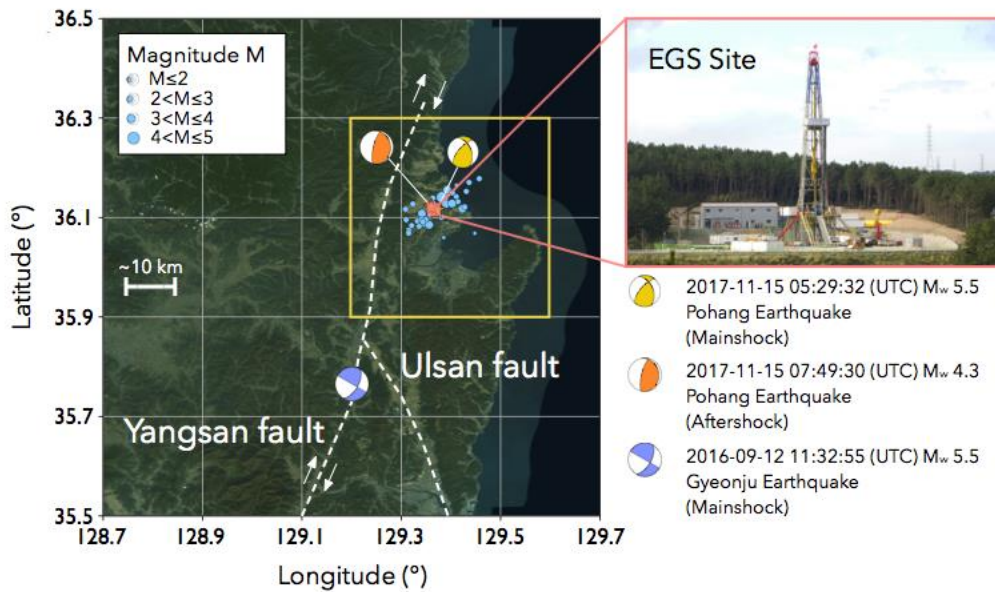 36.5
36.3
36.1
35.9
35.7
35.5
Latitude (°)
128.7 128.9 129.1 129.3 129.5 129.7
Longitude (°)
Magnitude M
M≤2
2<M≤3
3<M≤4
4<M≤5
~10 km
Ulsan fault
Yangsan fault
EGS Site
2017-11-15 05:29:32 (UTC) Mw 5.5
Pohang Earthquake
(Mainshock)
2017-11-15 07:49:30 (UTC) Mw 4.3
Pohang Earthquake
(Aftershock)
2016-09-12 11:32:55 (UTC) Mw 5.5
Gyeonju Earthquake
(Mainshock)